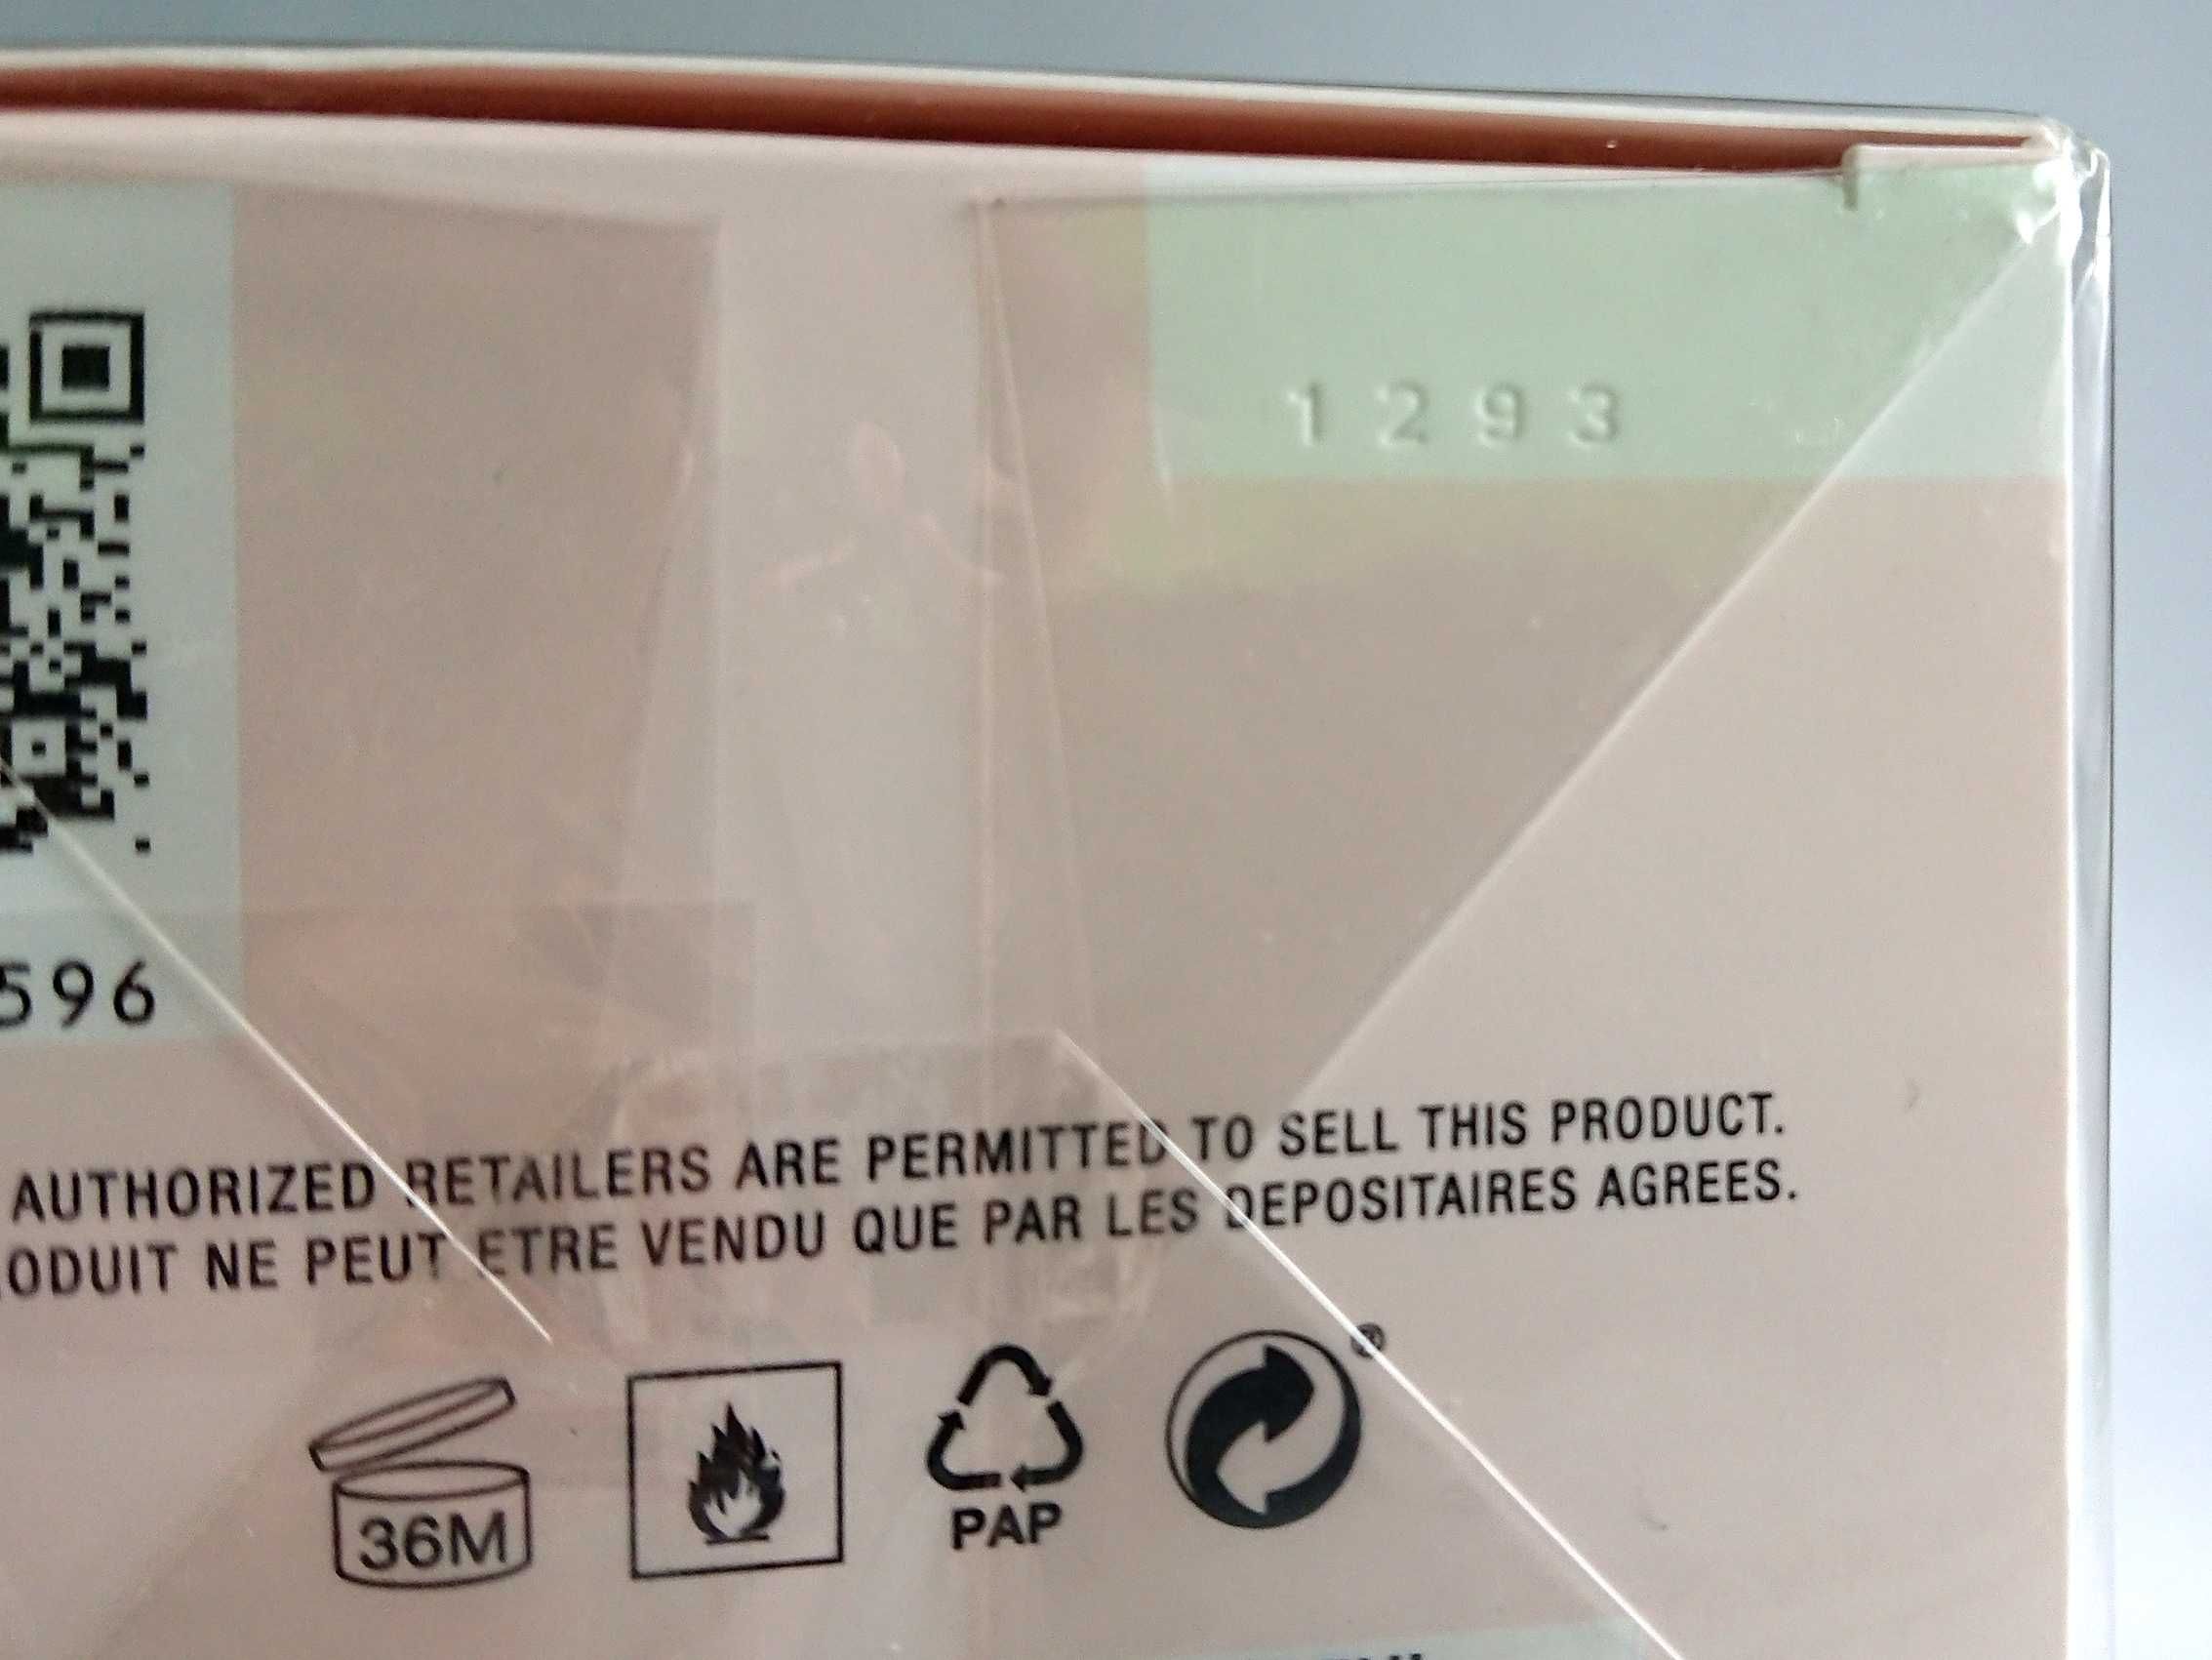 1293
596
AUTHORIZED RETAILERS ARE PERMITTED TO SELL THIS PRODUCT.
ODUIT NE PEUT ETRE VENDU QUE PAR LES DEPOSITAIRES AGREES.
®
36M
PAP